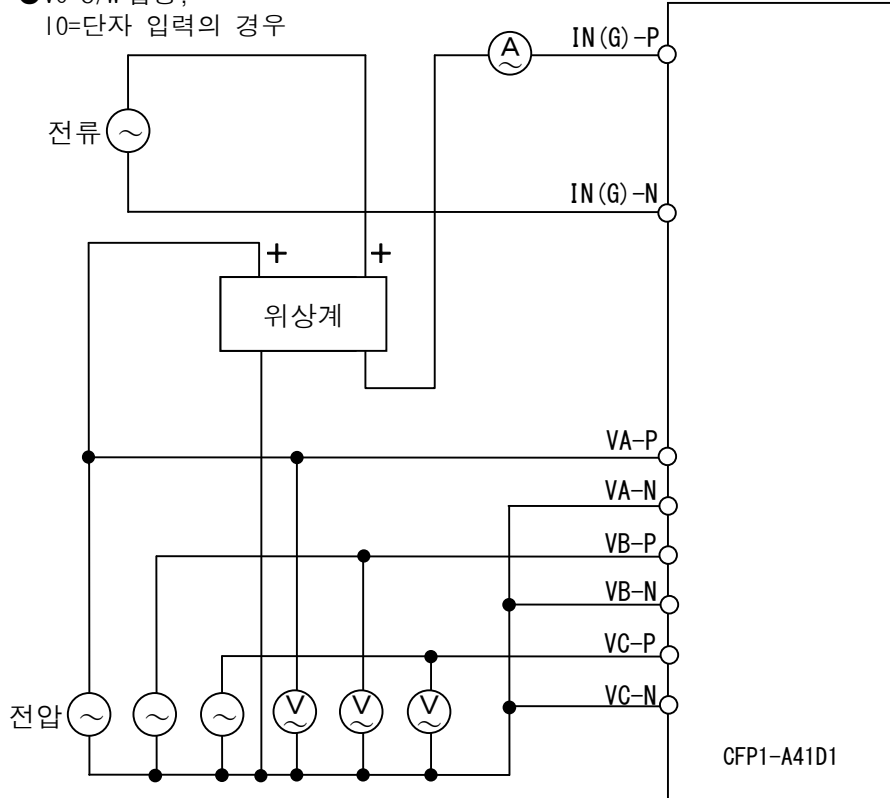 I0=단자 입력의 경우
A
IN(G)-P
전류
IN(G)-N
+
+
위상계
VA-P
VA-N
VB-P
VB-N
VC-P
VC-N
전압
V
V
V
CFP1-A41D1